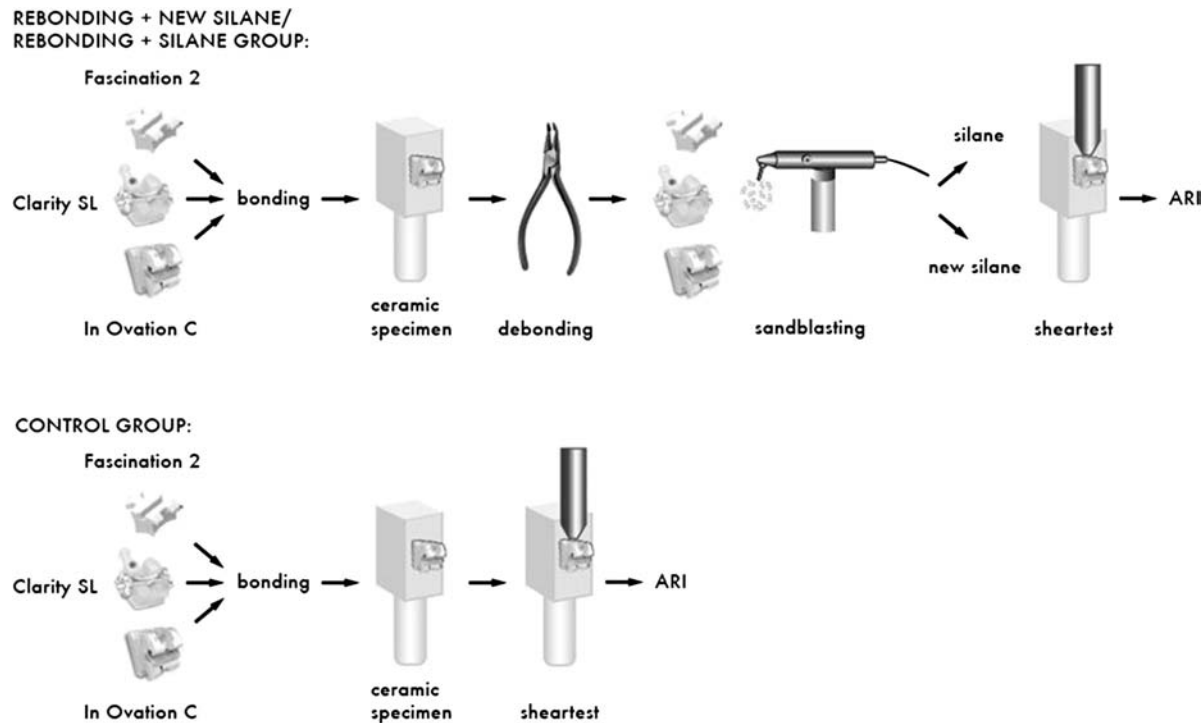 REBONDING + NEW SILANE/
REBONDING + SILANE GROUP:
Fascination 2
Clarity SL
In Ovation C
bonding
ceramic
specimen
debonding
sandblasting
silane
new silane
sheartest
ARI
CONTROL GROUP:
Fascination 2
Clarity SL
In Ovation C
bonding
ceramic
specimen
sheartest
ARI